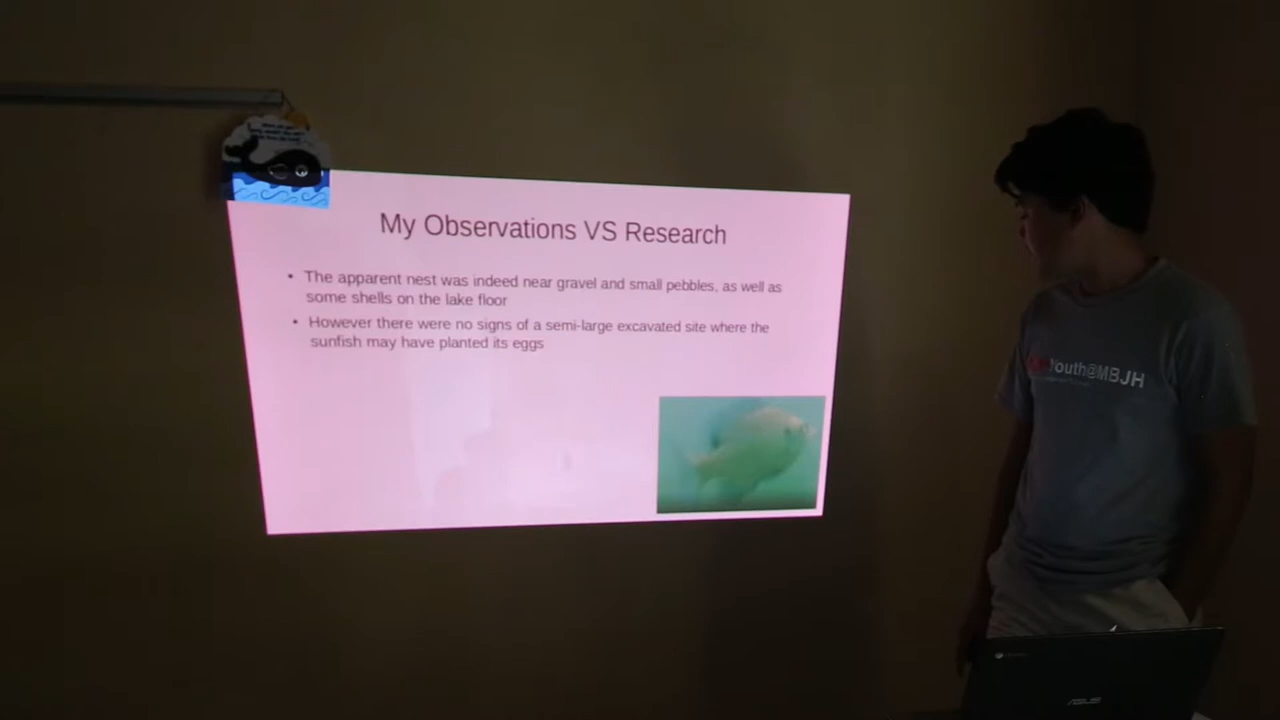 My Observations VS Research
• The apparent nest was indeed near gravel and small pebbles, as well as
some shells on the lake floor
• However there were no signs of a semi-large excavated site where the
sunfish may have planted its eggs
Youth@MBJH